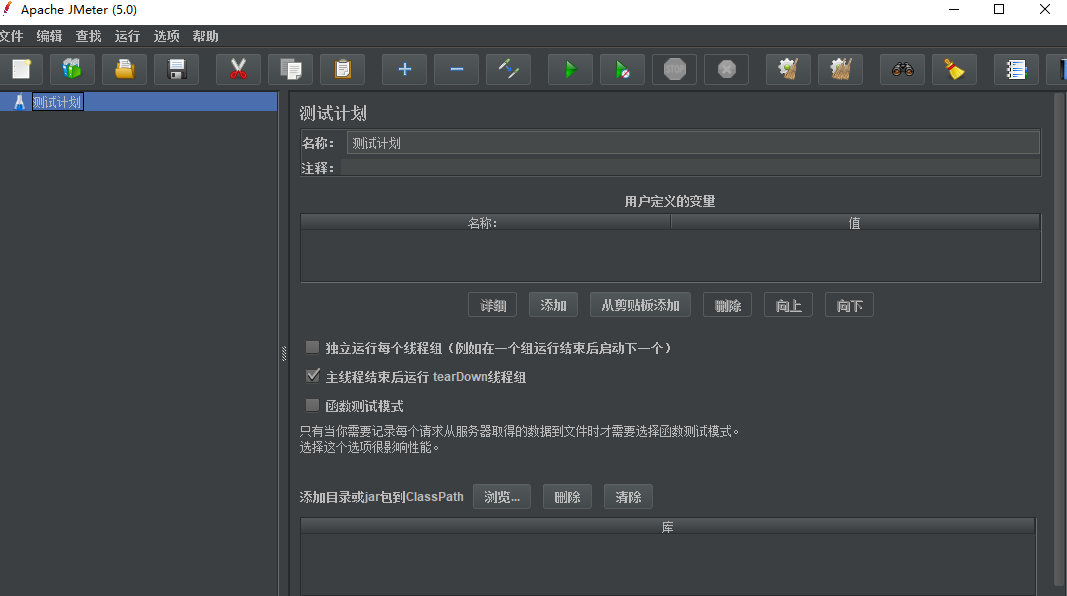 Apache JMeter (5.0)
文件 编辑 查找 运行 选项 帮助
STOP
测试计划
测试计划
名称： 测试计划
注释：
用户定义的变量
名称： 值
详细 添加 从剪贴板添加 删除 向上 向下
独立运行每个线程组（例如在一个组运行结束后启动下一个）
主线程结束后运行 tearDown线程组
函数测试模式
只有当你需要记录每个请求从服务器取得的数据到文件时才需要选择函数测试模式。
选择这个选项很影响性能。
添加目录或jar包到ClassPath 浏览... 删除 清除
库